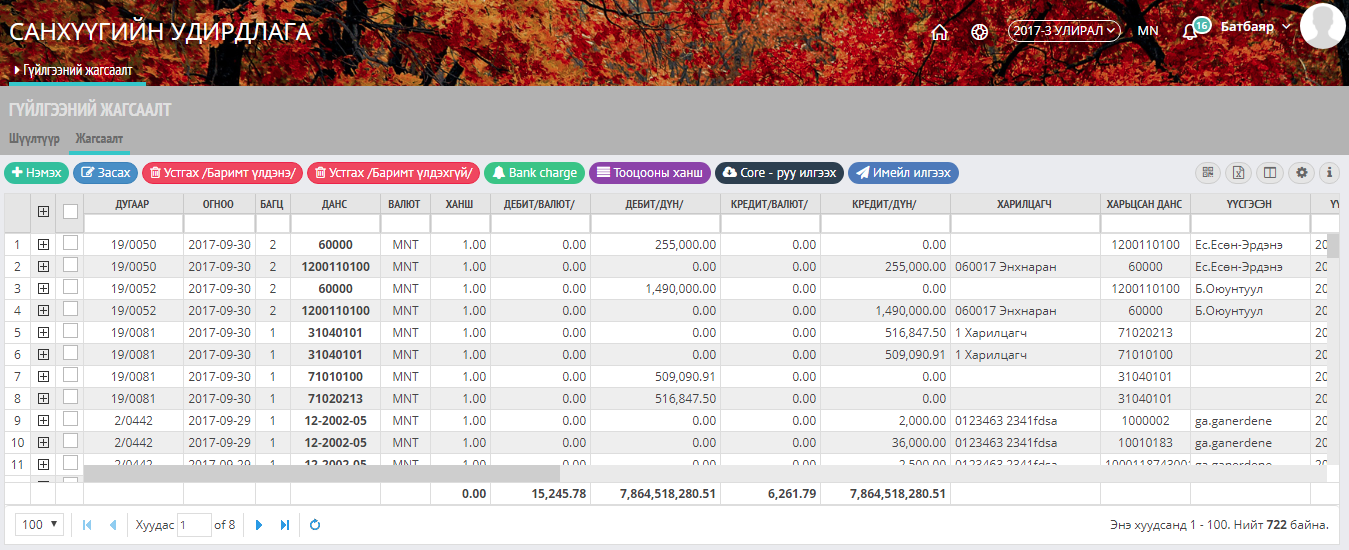 САНХҮҮГИЙН УДИРДЛАГА
2017-3 УЛИРАЛ MN 16 Батбаяр
Гүйлгээний жагсаалт
ГҮЙЛГЭЭНИЙ ЖАГСААЛТ
Шүүлтүүр Жагсаалт
Нэмэх Засах Устгах /Баримт үлдэнэ/ Устгах /Баримт үлдэхгүй/ Bank charge Тооцооны ханш Core - руу илгээх Имейл илгээх
ДУГААР ОГНОО БАГЦ ДАНС ВАЛЮТ ХАНШ ДЕБИТ/ВАЛЮТ/ ДЕБИТ/ДҮН/ КРЕДИТ/ВАЛЮТ/ КРЕДИТ/ДҮН/ ХАРИЛЦАГЧ ХАРЬЦСАН ДАНС ҮҮСГЭСЭН ҮҮ
1 19/0050 2017-09-30 2 60000 MNT 1.00 0.00 255,000.00 0.00 0.00 1200110100 Ес.Есөн-Эрдэнэ 20
2 19/0050 2017-09-30 2 1200110100 MNT 1.00 0.00 0.00 0.00 255,000.00 060017 Энхнаран 60000 Ес.Есөн-Эрдэнэ 20
3 19/0052 2017-09-30 2 60000 MNT 1.00 0.00 1,490,000.00 0.00 0.00 1200110100 Б.Оюунтуул 20
4 19/0052 2017-09-30 2 1200110100 MNT 1.00 0.00 0.00 0.00 1,490,000.00 060017 Энхнаран 60000 Б.Оюунтуул 20
5 19/0081 2017-09-30 1 31040101 MNT 1.00 0.00 0.00 0.00 516,847.50 1 Харилцагч 71020213 20
6 19/0081 2017-09-30 1 31040101 MNT 1.00 0.00 0.00 0.00 509,090.91 1 Харилцагч 71010100 20
7 19/0081 2017-09-30 1 71010100 MNT 1.00 0.00 509,090.91 0.00 0.00 31040101 20
8 19/0081 2017-09-30 1 71020213 MNT 1.00 0.00 516,847.50 0.00 0.00 31040101 20
9 2/0442 2017-09-29 1 12-2002-05 MNT 1.00 0.00 0.00 0.00 2,000.00 0123463 2341fdsa 1000002 ga.ganerdene 20
10 2/0442 2017-09-29 1 12-2002-05 MNT 1.00 0.00 0.00 0.00 36,000.00 0123463 2341fdsa 10010183 ga.ganerdene 20
11 2/0442 2017-09-29 1 12-2002-05 MNT 1.00 0.00 0.00 0.00 2,500.00 0123463 2341fdsa ga.ganerdene 20
0.00 15,245.78 7,864,518,280.51 6,261.79 7,864,518,280.51
100 Хуудас 1 of 8 Энэ хуудсанд 1 - 100. Нийт 722 байна.